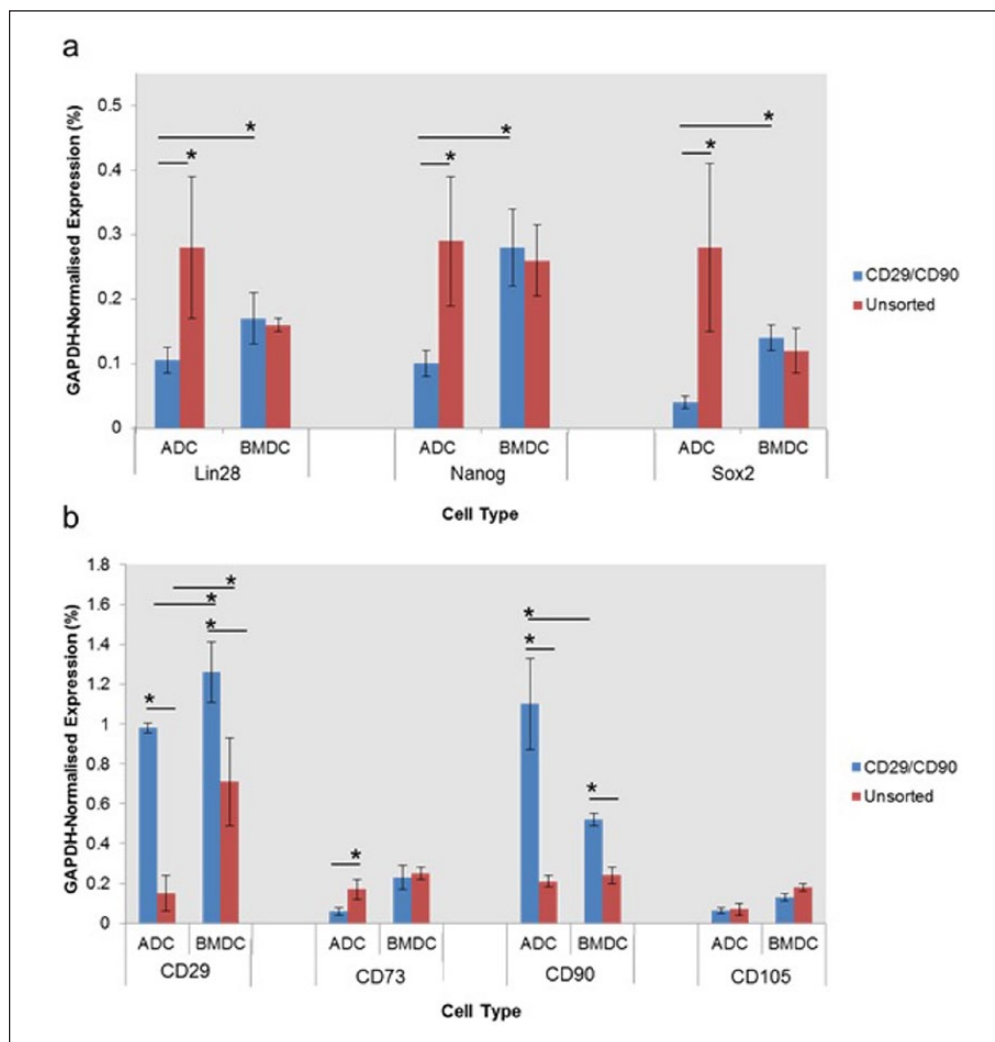 a
GAPDH-Normalised Expression (%)
0.5
0.4
0.3
0.2
0.1
0
* * * * * *
ADC BMDC ADC BMDC ADC BMDC
Lin28 Nanog Sox2
Cell Type
CD29/CD90
Unsorted
b
GAPDH-Normalised Expression (%)
1.8
1.6
1.4
1.2
1
0.8
0.6
0.4
0.2
0
* * * * * * * *
ADC BMDC ADC BMDC ADC BMDC ADC BMDC
CD29 CD73 CD90 CD105
Cell Type
CD29/CD90
Unsorted